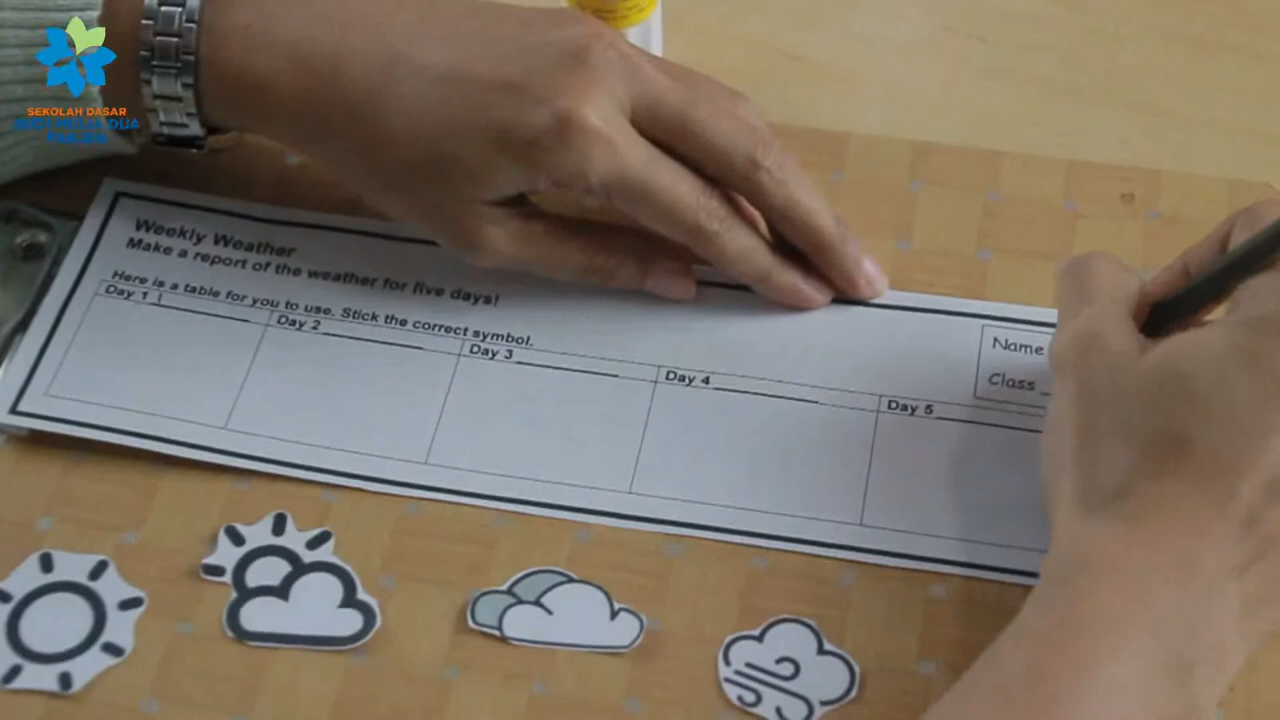 SEKOLAH DASAR
Weekly Weather
Make a report of the weather for five days!
Here is a table for you to use. Stick the correct symbol.
Day 1
Day 2
Day 3
Day 4
Day 5
Name
Class